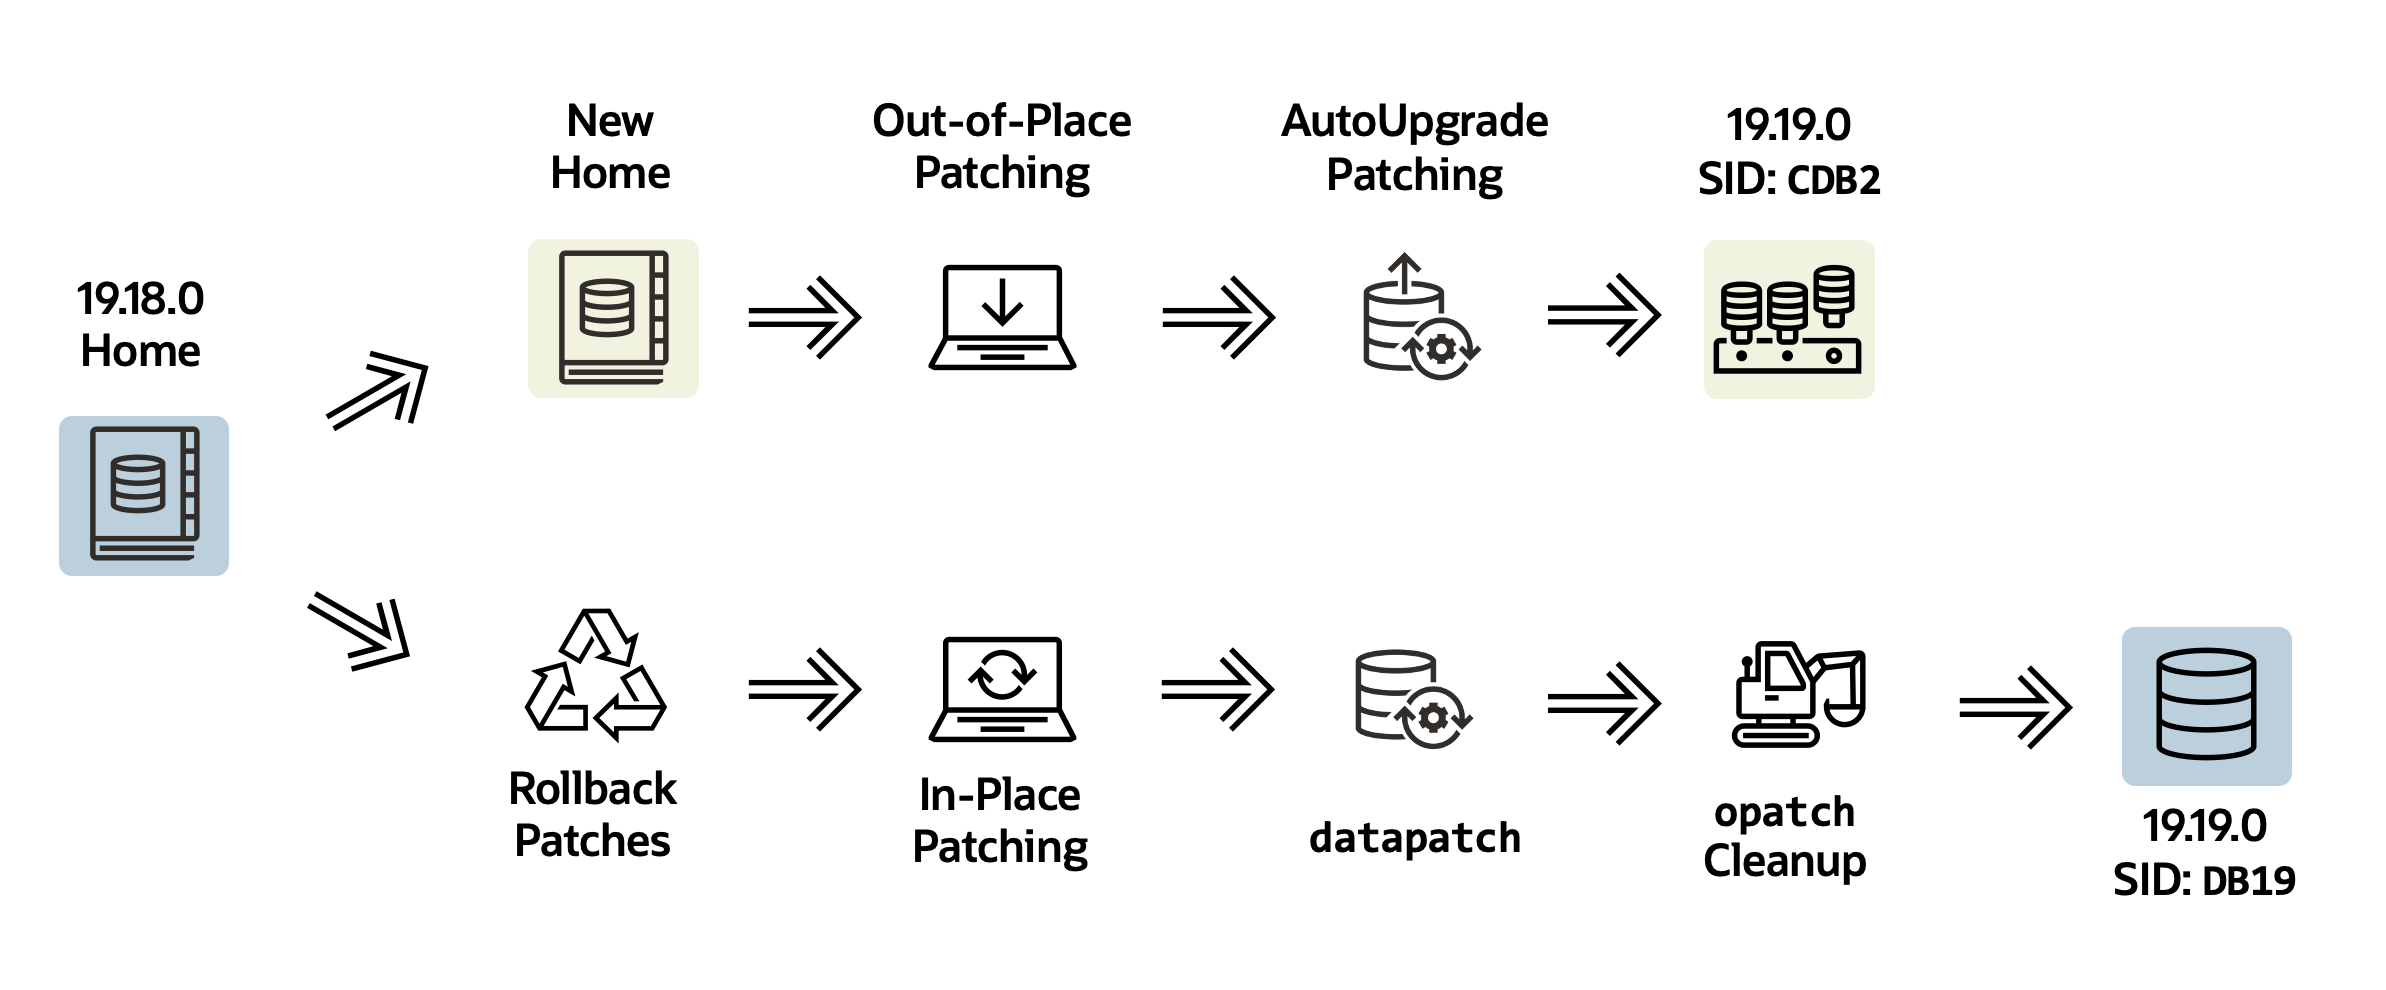 19.18.0
Home
New
Home
Out-of-Place
Patching
AutoUpgrade
Patching
19.19.0
SID: CDB2
Rollback
Patches
In-Place
Patching
datapatch
opatch
Cleanup
19.19.0
SID: DB19